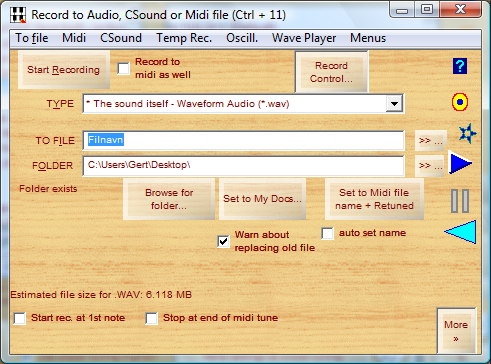 Record to Audio, CSound or Midi file (Ctrl + 11)
To file Midi CSound Temp Rec. Oscill. Wave Player Menus
Start Recording
Record to
midi as well
Record
Control...
?
TYPE * The sound itself - Waveform Audio (*.wav)
TO FILE Filnavn >> ...
FOLDER C:\Users\Gert\Desktop\ >> ...
Folder exists
Browse for
folder...
Set to My Docs...
Set to Midi file
name + Retuned
Warn about
replacing old file
auto set name
Estimated file size for .WAV: 6.118 MB
Start rec. at 1st note Stop at end of midi tune
More
»